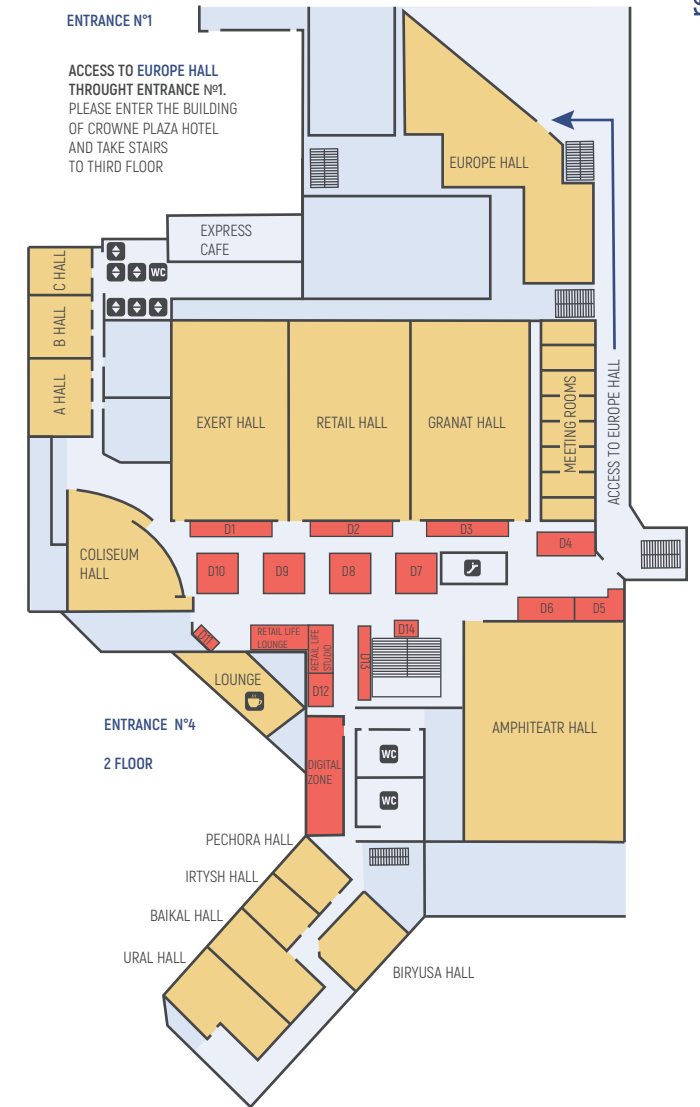 ENTRANCE N°1
ACCESS TO EUROPE HALL
THROUGHT ENTRANCE №1.
PLEASE ENTER THE BUILDING
OF CROWNE PLAZA HOTEL
AND TAKE STAIRS
TO THIRD FLOOR
EUROPE HALL
EXPRESS
CAFE
WC
C HALL
B HALL
A HALL
EXERT HALL
RETAIL HALL
GRANAT HALL
MEETING ROOMS
ACCESS TO EUROPE HALL
D1
D2
D3
D4
COLISEUM
HALL
D10
D9
D8
D7
D6
D5
D11
RETAIL LIFE
LOUNGE
RETAIL LIFE
STUDIO
D14
D13
D12
LOUNGE
AMPHITEATR HALL
ENTRANCE N°4
2 FLOOR
DIGITAL
ZONE
WC
WC
PECHORA HALL
IRTYSH HALL
BAIKAL HALL
URAL HALL
BIRYUSA HALL